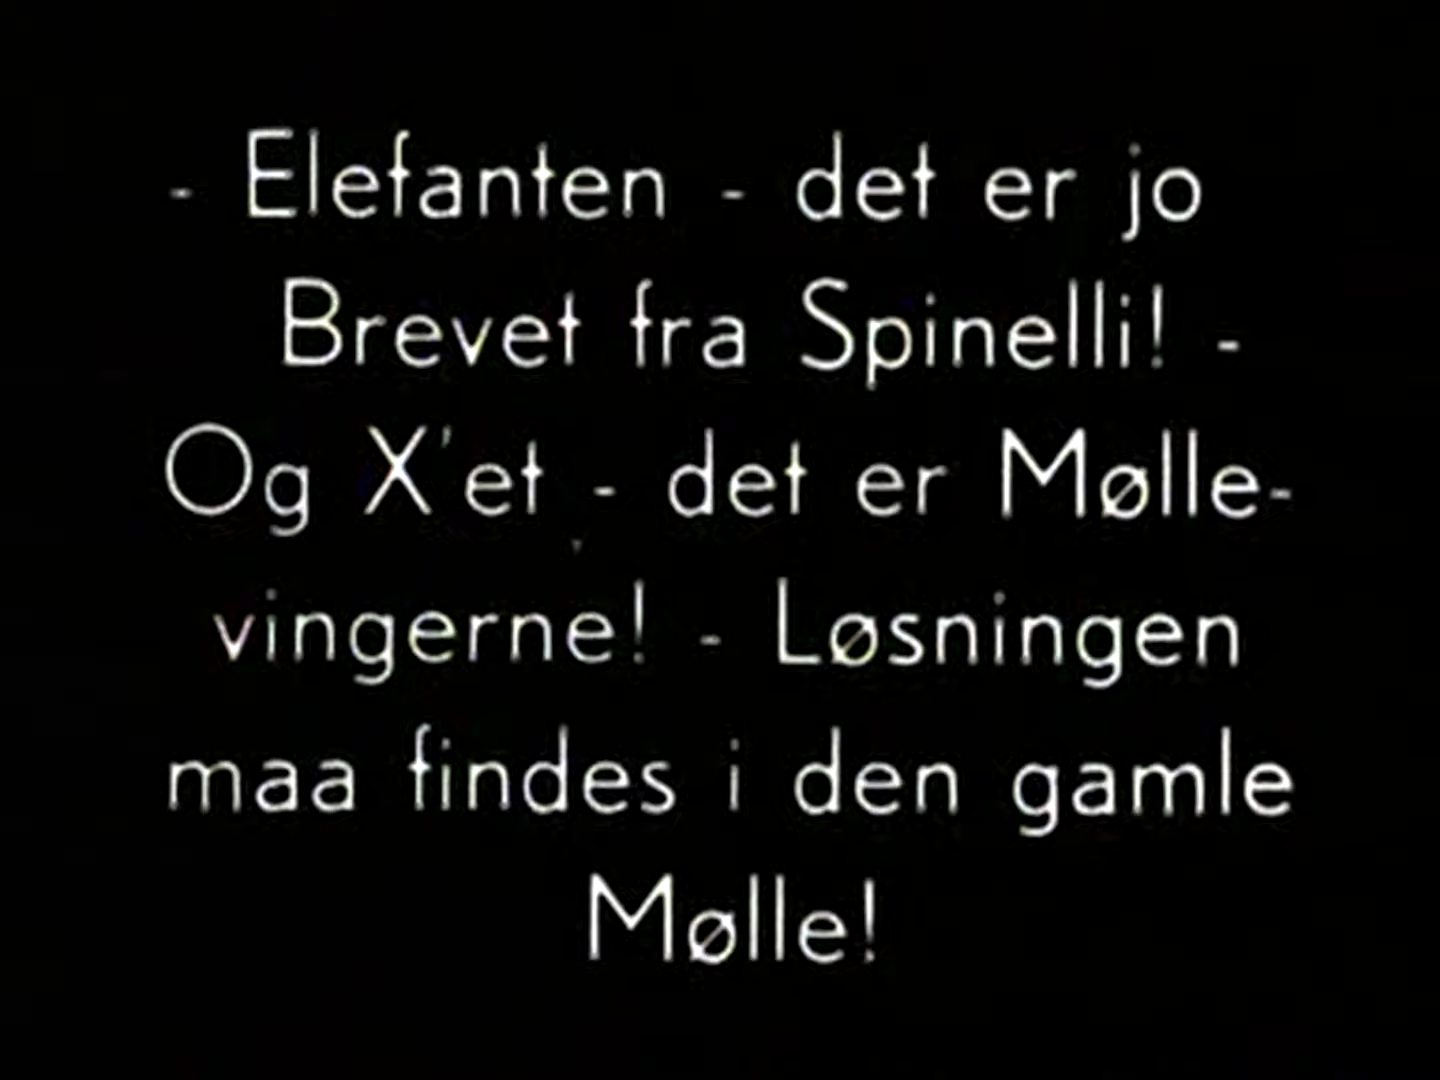 - Elefanten - det er jo
Brevet fra Spinelli! -
Og X'et - det er Mølle-
vingerne! - Løsningen
maa findes i den gamle
Mølle!